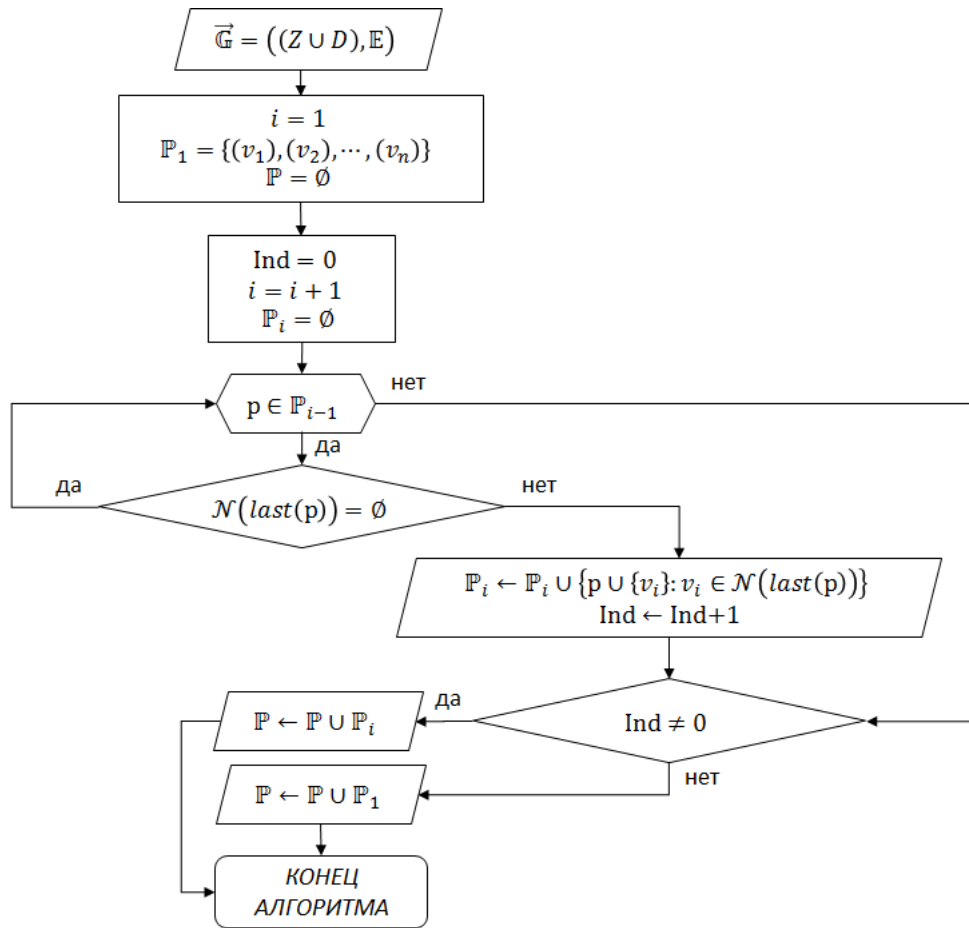 𝔾⃗ = ((Z ∪ D), 𝔼)
i = 1
ℙ₁ = {(v₁), (v₂), ⋯, (vₙ)}
ℙ = ∅
Ind = 0
i = i + 1
ℙᵢ = ∅
p ∈ ℙᵢ₋₁
нет
да
𝒩(last(p)) = ∅
да
нет
ℙᵢ ← ℙᵢ ∪ {p ∪ {vᵢ}: vᵢ ∈ 𝒩(last(p))}
Ind ← Ind+1
Ind ≠ 0
да
нет
ℙ ← ℙ ∪ ℙᵢ
ℙ ← ℙ ∪ ℙ₁
КОНЕЦ
АЛГОРИТМА